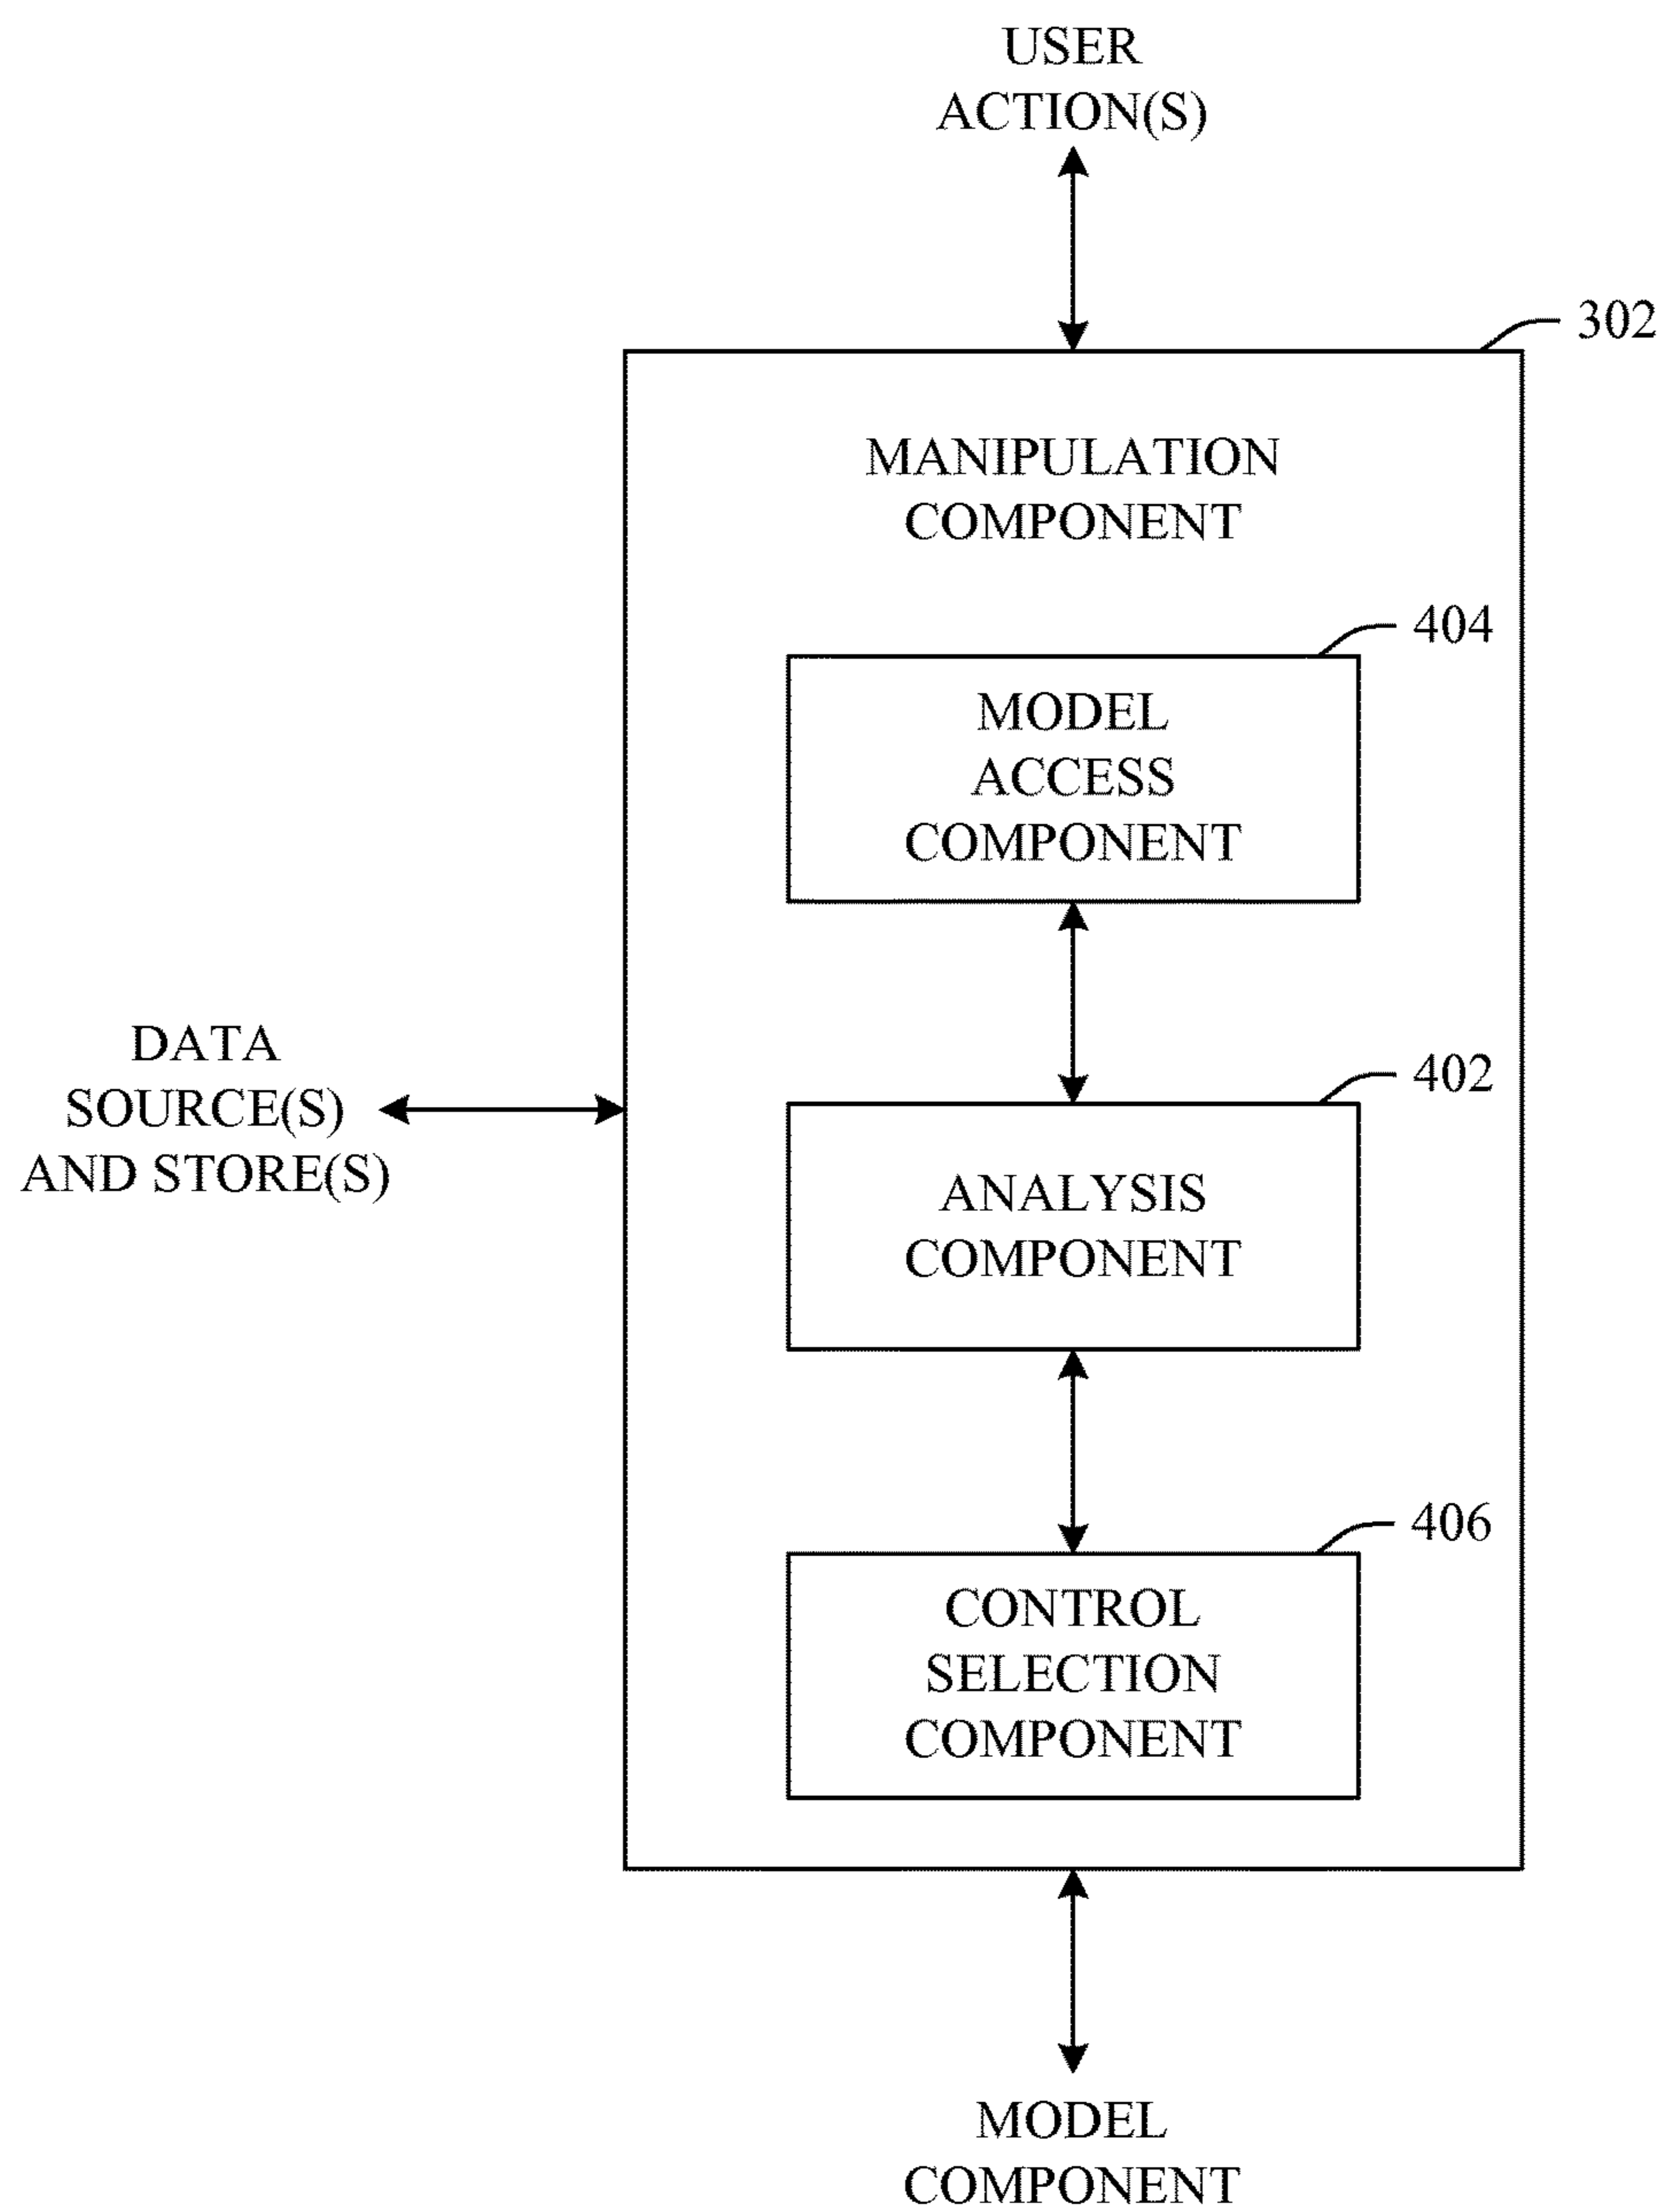 USER
ACTION(S)
302
MANIPULATION
COMPONENT
404
MODEL
ACCESS
COMPONENT
DATA
SOURCE(S)
AND STORE(S)
402
ANALYSIS
COMPONENT
406
CONTROL
SELECTION
COMPONENT
MODEL
COMPONENT